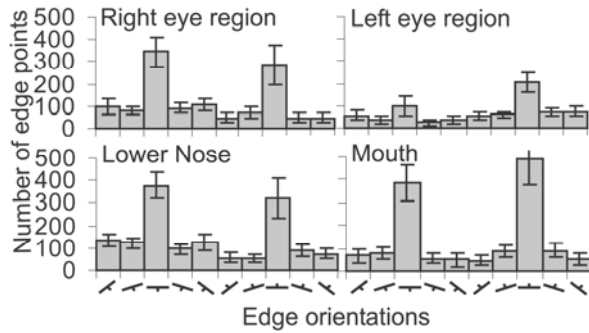 Right eye region
Left eye region
500
400
300
200
100
0
Lower Nose
Mouth
500
400
300
200
100
0
Number of edge points
Edge orientations